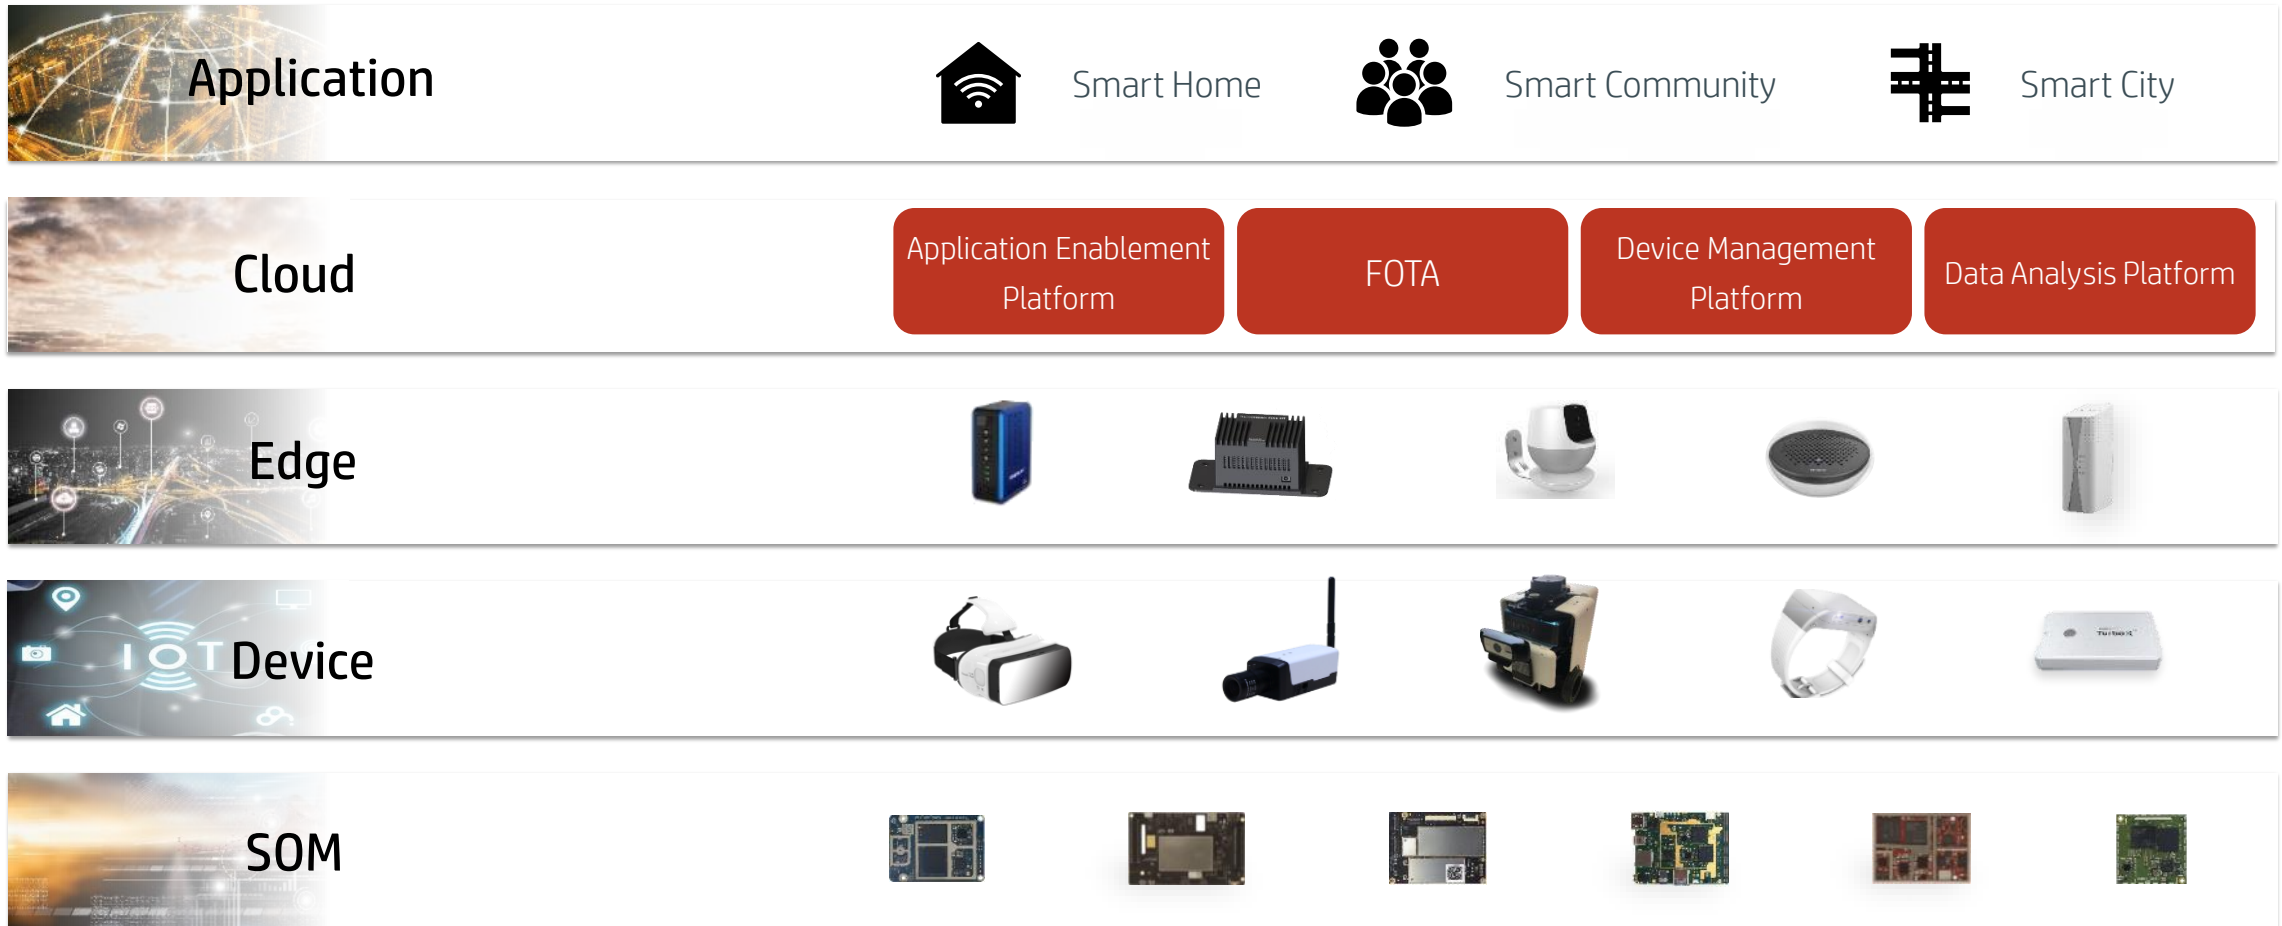 Application
Smart Home
Smart Community
Smart City
Cloud
Application Enablement
Platform
FOTA
Device Management
Platform
Data Analysis Platform
Edge
IOT
Device
SOM